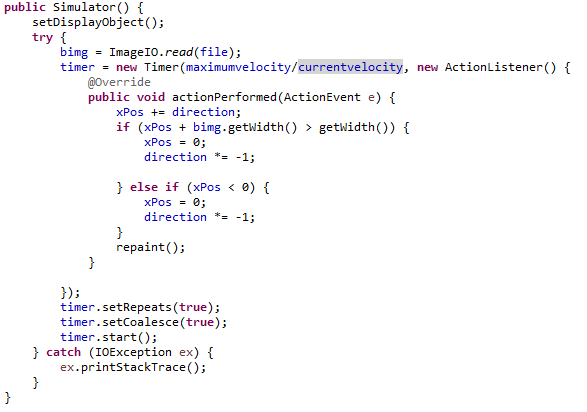 public Simulator() {
    setDisplayObject();
    try {
        bimg = ImageIO.read(file);
        timer = new Timer(maximumvelocity/currentvelocity, new ActionListener() {
            @Override
            public void actionPerformed(ActionEvent e) {
                xPos += direction;
                if (xPos + bimg.getWidth() > getWidth()) {
                    xPos = 0;
                    direction *= -1;

                } else if (xPos < 0) {
                    xPos = 0;
                    direction *= -1;
                }
                repaint();
            }

        });
        timer.setRepeats(true);
        timer.setCoalesce(true);
        timer.start();
    } catch (IOException ex) {
        ex.printStackTrace();
    }
}